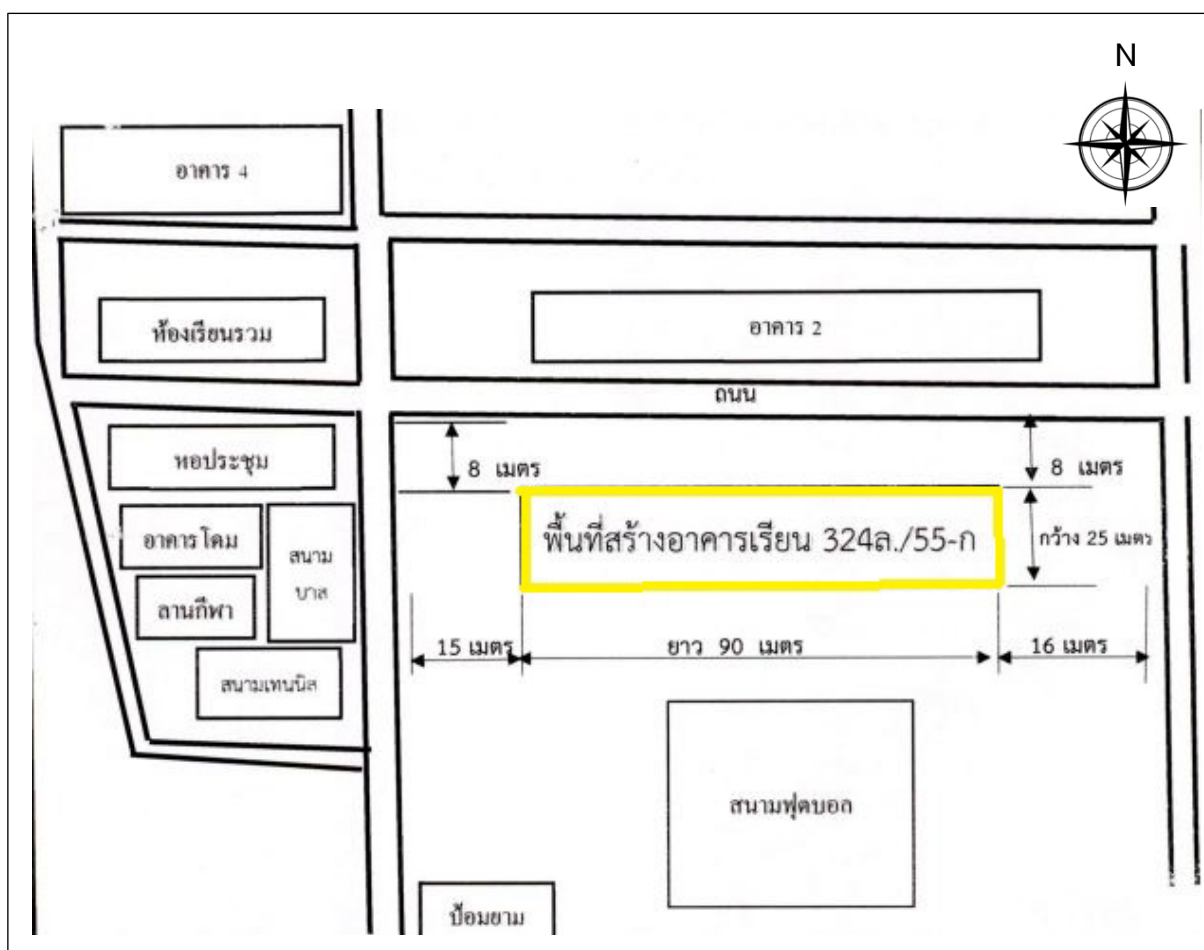 N
อาคาร 4
ห้องเรียนรวม
อาคาร 2
ถนน
หอประชุม
8 เมตร
8 เมตร
อาคารโดม
สนาม
บาส
พื้นที่สร้างอาคารเรียน 324ล./55-ก
กว้าง 25 เมตร
ลานกีฬา
15 เมตร
ยาว 90 เมตร
16 เมตร
สนามเทนนิส
สนามฟุตบอล
ป้อมยาม